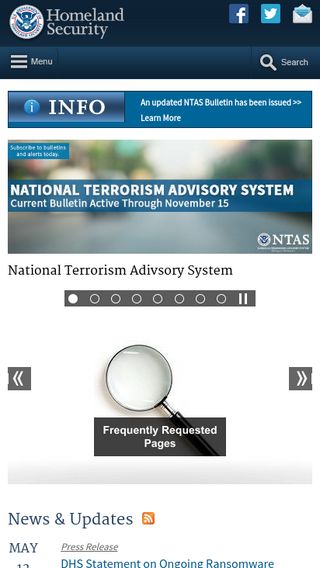 Homeland
Security
Menu
Search
INFO
An updated NTAS Bulletin has been issued >>
Learn More
Subscribe to bulletins
and alerts today.
NATIONAL TERRORISM ADVISORY SYSTEM
Current Bulletin Active Through November 15
NTAS
National Terrorism Adivsory System
Frequently Requested
Pages
News & Updates
MAY
Press Release
DHS Statement on Ongoing Ransomware